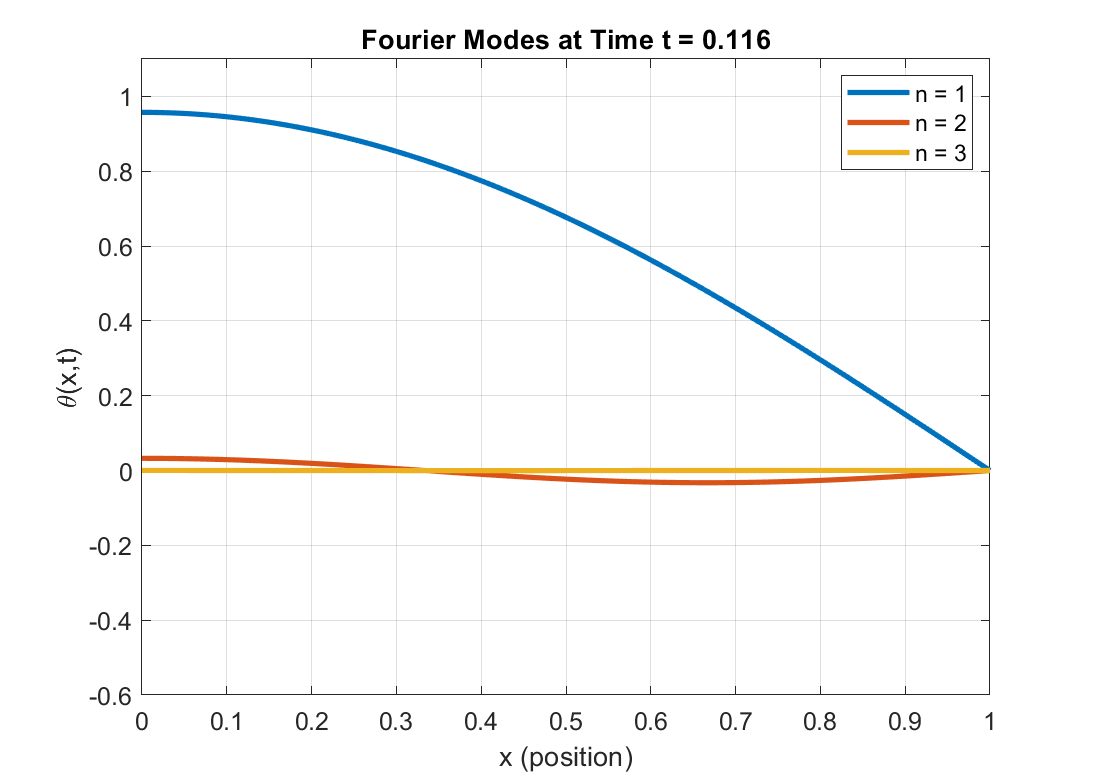 Fourier Modes at Time t = 0.116
n = 1
n = 2
n = 3
1
0.8
0.6
0.4
0.2
0
-0.2
-0.4
-0.6
θ(x,t)
0 0.1 0.2 0.3 0.4 0.5 0.6 0.7 0.8 0.9 1
x (position)